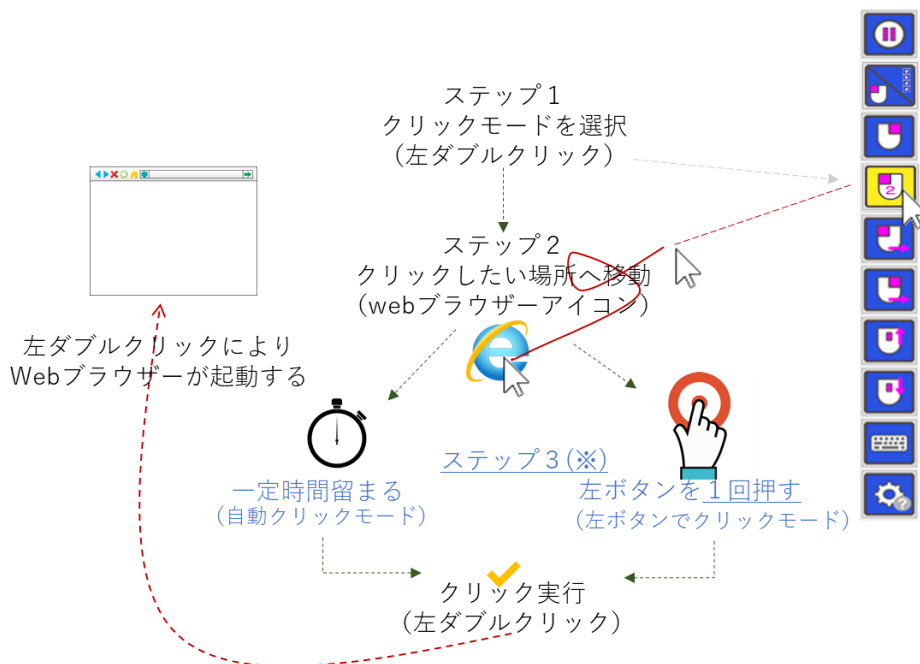 ステップ１
クリックモードを選択
（左ダブルクリック）
2
ステップ２
クリックしたい場所へ移動
（webブラウザーアイコン）
左ダブルクリックにより
Webブラウザーが起動する
ステップ３(※)
一定時間留まる
（自動クリックモード）
左ボタンを１回押す
（左ボタンでクリックモード）
クリック実行
（左ダブルクリック）
?